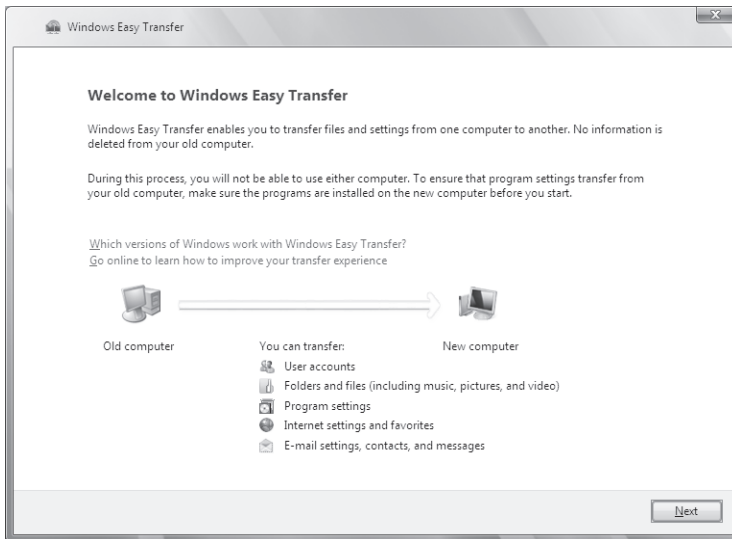 Windows Easy Transfer
Welcome to Windows Easy Transfer
Windows Easy Transfer enables you to transfer files and settings from one computer to another. No information is
deleted from your old computer.
During this process, you will not be able to use either computer. To ensure that program settings transfer from
your old computer, make sure the programs are installed on the new computer before you start.
Which versions of Windows work with Windows Easy Transfer?
Go online to learn how to improve your transfer experience
Old computer
You can transfer:
New computer
User accounts
Folders and files (including music, pictures, and video)
Program settings
Internet settings and favorites
E-mail settings, contacts, and messages
Next